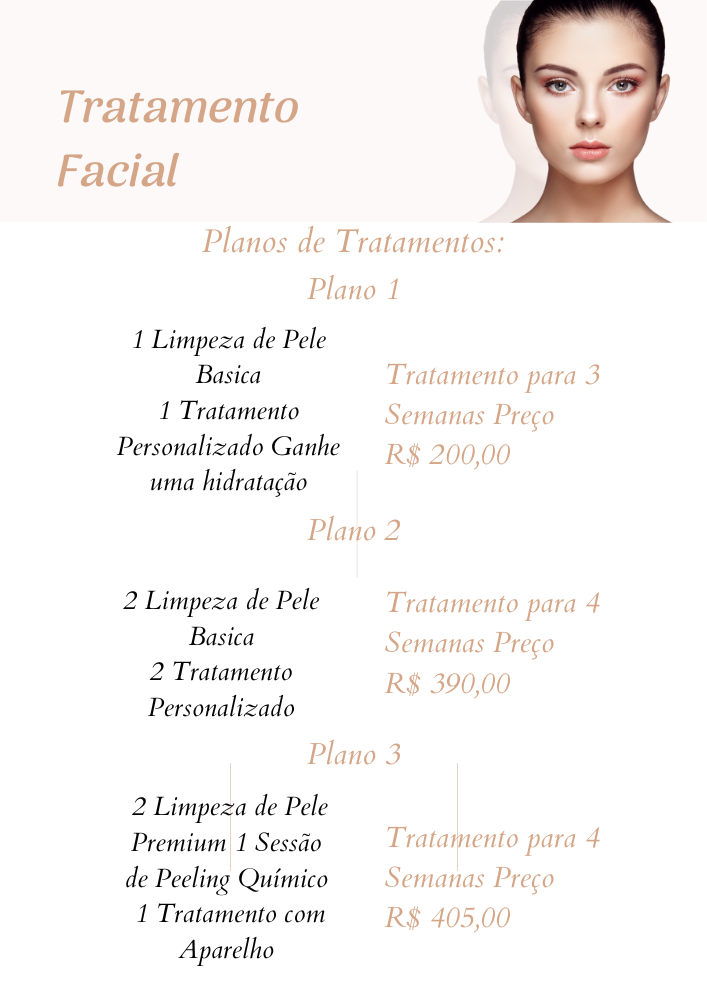 Tratamento
Facial
Planos de Tratamentos:
Plano 1
1 Limpeza de Pele
Basica
1 Tratamento
Personalizado Ganhe
uma hidratação
Tratamento para 3
Semanas Preço
R$ 200,00
Plano 2
2 Limpeza de Pele
Basica
2 Tratamento
Personalizado
Tratamento para 4
Semanas Preço
R$ 390,00
Plano 3
2 Limpeza de Pele
Premium 1 Sessão
de Peeling Químico
1 Tratamento com
Aparelho
Tratamento para 4
Semanas Preço
R$ 405,00